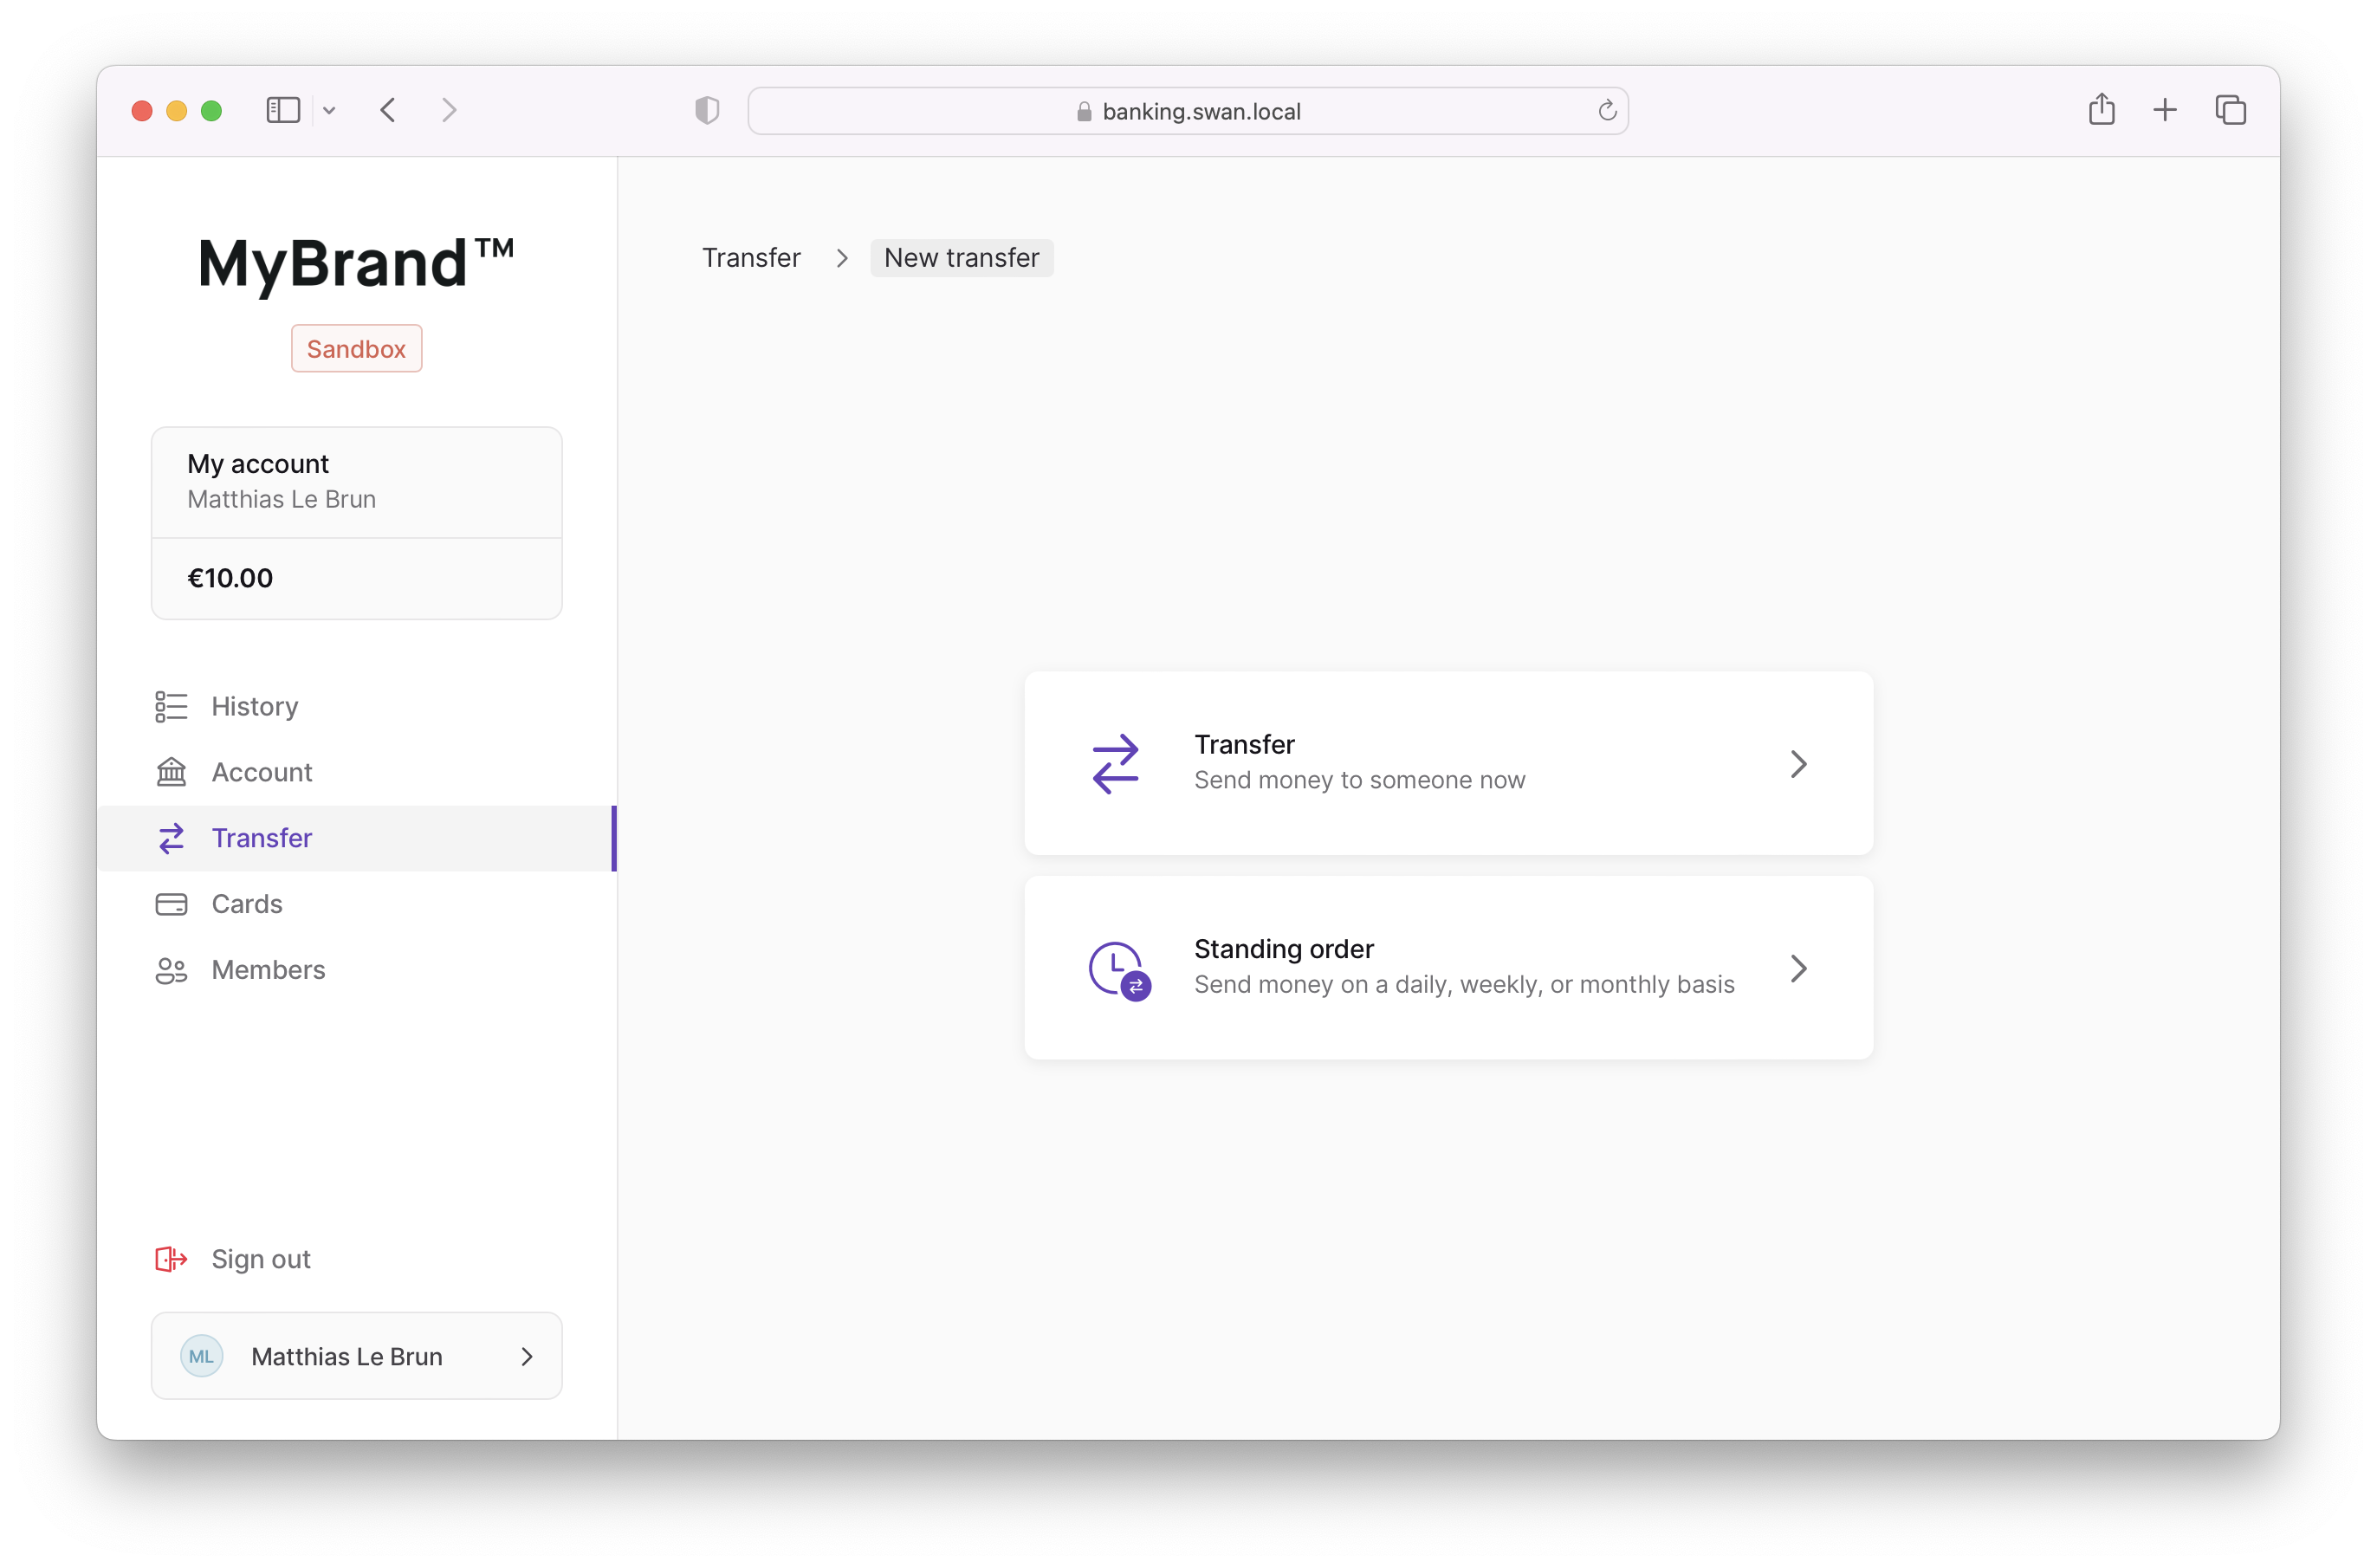 banking.swan.local
MyBrand™
Sandbox
My account
Matthias Le Brun
€10.00
History
Account
Transfer
Cards
Members
Sign out
ML Matthias Le Brun
Transfer > New transfer
Transfer
Send money to someone now
Standing order
Send money on a daily, weekly, or monthly basis